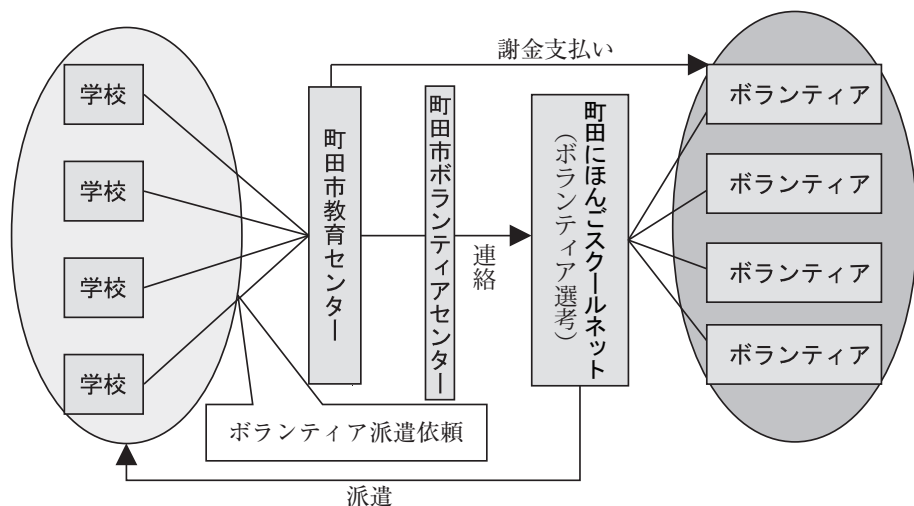 学校
学校
学校
学校
町田市教育センター
町田市ボランティアセンター
謝金支払い
連絡
町田にほんごスクールネット
(ボランティア選考)
ボランティア
ボランティア
ボランティア
ボランティア
ボランティア派遣依頼
派遣